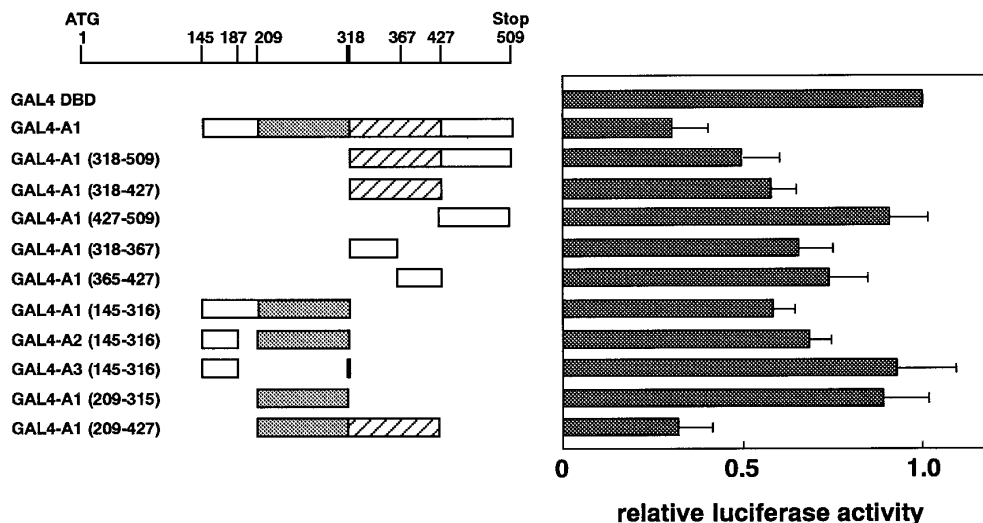 ATG Stop
1 145 187 209 318 367 427 509
GAL4 DBD
GAL4-A1
GAL4-A1 (318-509)
GAL4-A1 (318-427)
GAL4-A1 (427-509)
GAL4-A1 (318-367)
GAL4-A1 (365-427)
GAL4-A1 (145-316)
GAL4-A2 (145-316)
GAL4-A3 (145-316)
GAL4-A1 (209-315)
GAL4-A1 (209-427)
0 0.5 1.0
relative luciferase activity